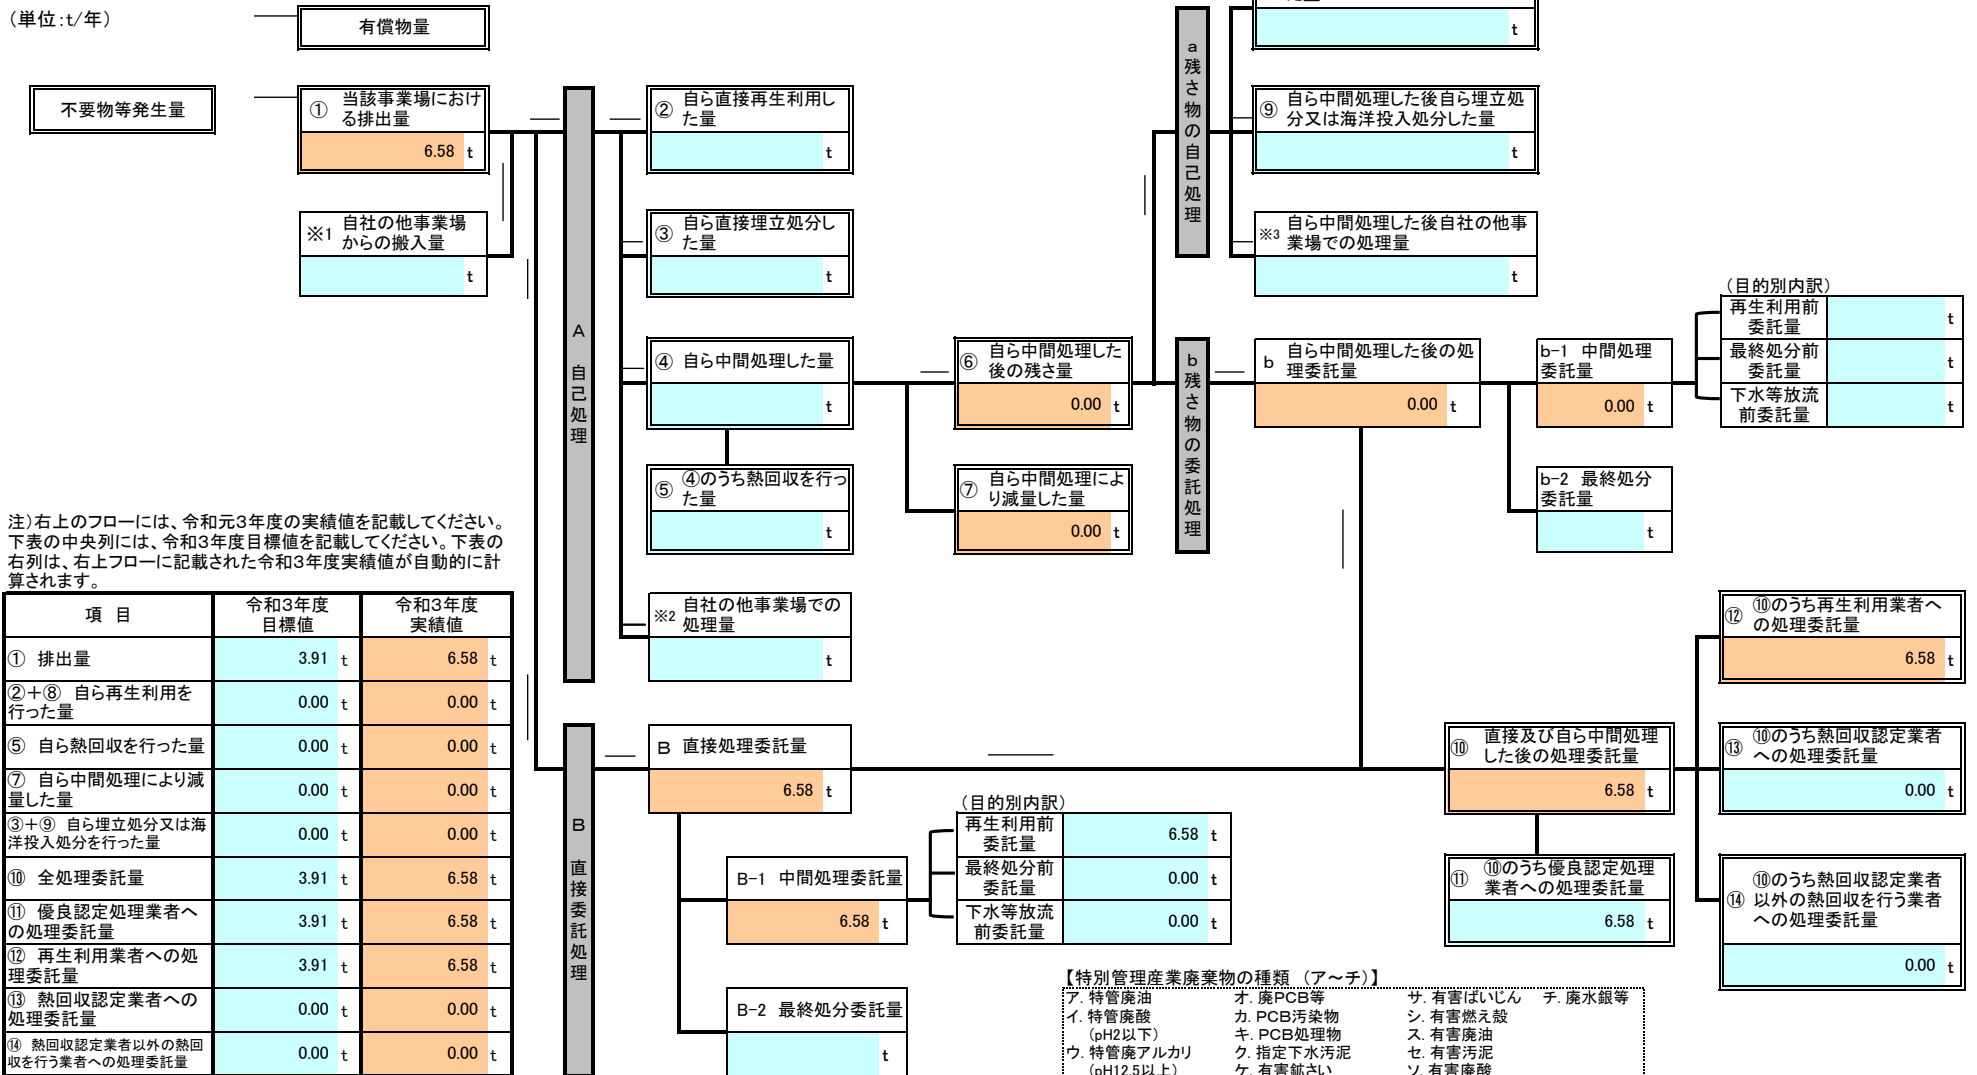 (単位:t/年)
有償物量
不要物等発生量
① 当該事業場におけ
る排出量
6.58 t
※1 自社の他事業場
からの搬入量
t
A 自己処理
② 自ら直接再生利用し
た量
t
③ 自ら直接埋立処分し
た量
t
④ 自ら中間処理した量
t
⑤ ④のうち熱回収を行っ
た量
t
※2 自社の他事業場での
処理量
t
⑥ 自ら中間処理した
後の残さ量
0.00 t
⑦ 自ら中間処理によ
り減量した量
0.00 t
a 残さ物の自己処理
t
⑨ 自ら中間処理した後自ら埋立処
分又は海洋投入処分した量
t
※3 自ら中間処理した後自社の他事
業場での処理量
t
b 残さ物の委託処理
b 自ら中間処理した後の処
理委託量
0.00 t
b-1 中間処理
委託量
0.00 t
(目的別内訳)
再生利用前
委託量
t
最終処分前
委託量
t
下水等放流
前委託量
t
b-2 最終処分
委託量
t
注)右上のフローには、令和元3年度の実績値を記載してください。
下表の中央列には、令和3年度目標値を記載してください。下表の
右列は、右上フローに記載された令和3年度実績値が自動的に計
算されます。
項 目 令和3年度 目標値 令和3年度 実績値
① 排出量 3.91 t 6.58 t
②+⑧ 自ら再生利用を
行った量 0.00 t 0.00 t
⑤ 自ら熱回収を行った量 0.00 t 0.00 t
⑦ 自ら中間処理により減
量した量 0.00 t 0.00 t
③+⑨ 自ら埋立処分又は海
洋投入処分を行った量 0.00 t 0.00 t
⑩ 全処理委託量 3.91 t 6.58 t
⑪ 優良認定処理業者へ
の処理委託量 3.91 t 6.58 t
⑫ 再生利用業者への処
理委託量 3.91 t 6.58 t
⑬ 熱回収認定業者への
処理委託量 0.00 t 0.00 t
⑭ 熱回収認定業者以外の熱回
収を行う業者への処理委託量 0.00 t 0.00 t
B 直接委託処理
B 直接処理委託量
6.58 t
B-1 中間処理委託量
6.58 t
(目的別内訳)
再生利用前
委託量
6.58 t
最終処分前
委託量
0.00 t
下水等放流
前委託量
0.00 t
B-2 最終処分委託量
t
⑩ 直接及び自ら中間処理
した後の処理委託量
6.58 t
⑪ ⑩のうち優良認定処理
業者への処理委託量
6.58 t
⑫ ⑩のうち再生利用業者へ
の処理委託量
6.58 t
⑬ ⑩のうち熱回収認定業者
への処理委託量
0.00 t
⑭ ⑩のうち熱回収認定業者
以外の熱回収を行う業者
への処理委託量
0.00 t
【特別管理産業廃棄物の種類 (ア~チ)】
ア. 特管廃油 オ. 廃PCB等 サ. 有害ばいじん チ. 廃水銀等
イ. 特管廃酸 カ. PCB汚染物 シ. 有害燃え殻
(pH2以下) キ. PCB処理物 ス. 有害廃油
ウ. 特管廃アルカリ ク. 指定下水汚泥 セ. 有害汚泥
(pH12.5以上) ケ. 有害鉱さい ソ. 有害廃酸